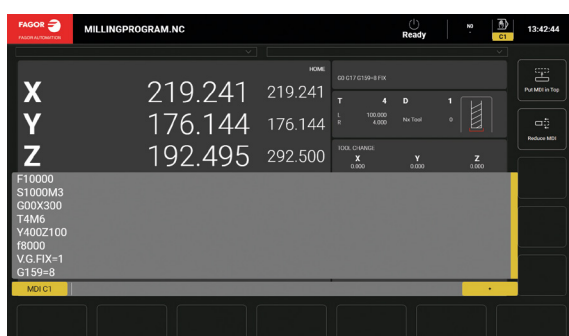 FAGOR
FAGOR AUTOMATION
MILLINGPROGRAM.NC
Ready
N0
C1
13:42:44
HOME
X 219.241 219.241
Y 176.144 176.144
Z 192.495 292.500
G0 G17 G159=8 FIX
T 4 D 1
L 100.000
R 4.000
Nx Tool 0
TOOL CHANGE
X Y Z
0.000 0.000 0.000
Put MDI in Top
Reduce MDI
F10000
S1000M3
G00X300
T4M6
Y400Z100
f8000
V.G.FIX=1
G159=8
MDI C1